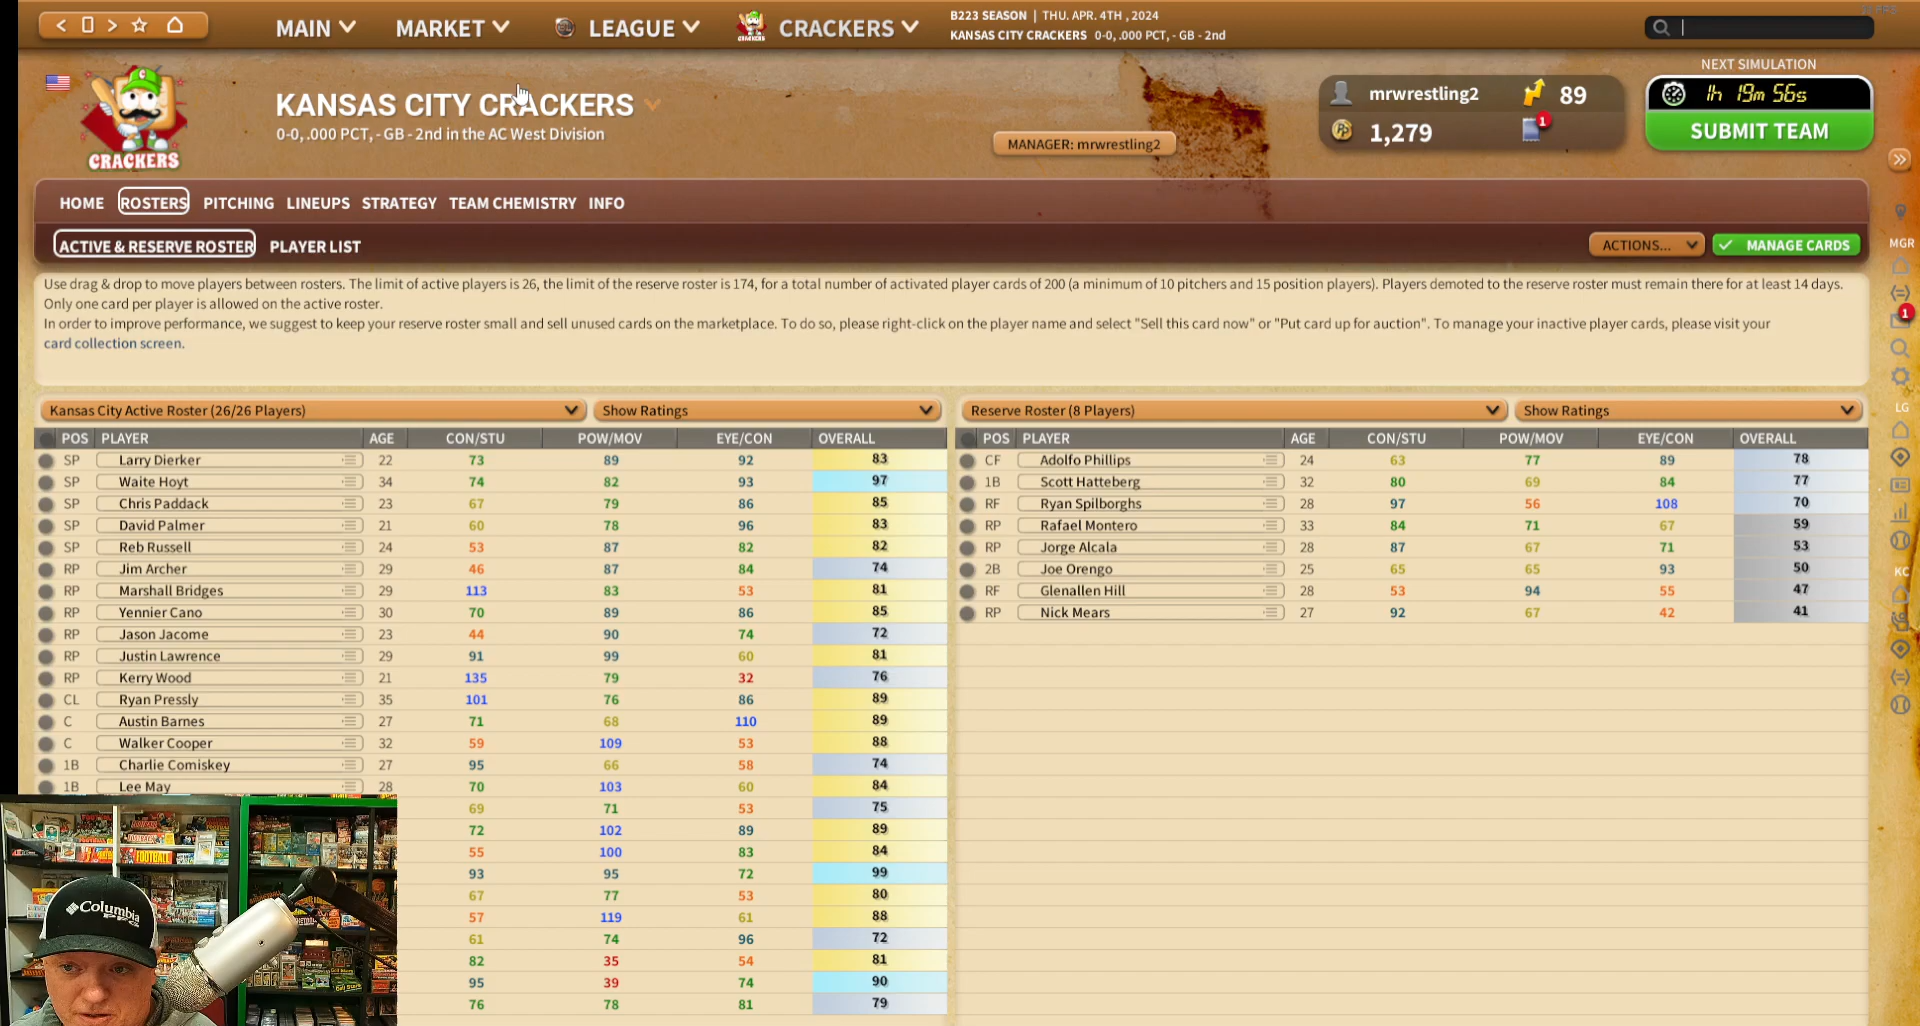 MAIN MARKET LEAGUE CRACKERS
B223 SEASON | THU. APR. 4TH , 2024
KANSAS CITY CRACKERS 0-0, .000 PCT, - GB - 2nd
CRACKERS
KANSAS CITY CRACKERS
0-0, .000 PCT, - GB - 2nd in the AC West Division
MANAGER: mrwrestling2
mrwrestling2 89
1,279 1
NEXT SIMULATION
1h 19m 56s
SUBMIT TEAM
HOME ROSTERS PITCHING LINEUPS STRATEGY TEAM CHEMISTRY INFO
ACTIVE & RESERVE ROSTER PLAYER LIST ACTIONS... MANAGE CARDS
Use drag & drop to move players between rosters. The limit of active players is 26, the limit of the reserve roster is 174, for a total number of activated player cards of 200 (a minimum of 10 pitchers and 15 position players). Players demoted to the reserve roster must remain there for at least 14 days.
Only one card per player is allowed on the active roster.
In order to improve performance, we suggest to keep your reserve roster small and sell unused cards on the marketplace. To do so, please right-click on the player name and select "Sell this card now" or "Put card up for auction". To manage your inactive player cards, please visit your
card collection screen.
Kansas City Active Roster (26/26 Players) Show Ratings
POS PLAYER AGE CON/STU POW/MOV EYE/CON OVERALL
SP Larry Dierker 22 73 89 92 83
SP Waite Hoyt 34 74 82 93 97
SP Chris Paddack 23 67 79 86 85
SP David Palmer 21 60 78 96 83
SP Reb Russell 24 53 87 82 82
RP Jim Archer 29 46 87 84 74
RP Marshall Bridges 29 113 83 53 81
RP Yennier Cano 30 70 89 86 85
RP Jason Jacome 23 44 90 74 72
RP Justin Lawrence 29 91 99 60 81
RP Kerry Wood 21 135 79 32 76
CL Ryan Pressly 35 101 76 86 89
C Austin Barnes 27 71 68 110 89
C Walker Cooper 32 59 109 53 88
1B Charlie Comiskey 27 95 66 58 74
1B Lee May 28 70 103 60 84
69 71 53 75
72 102 89 89
55 100 83 84
93 95 72 99
67 77 53 80
57 119 61 88
61 74 96 72
82 35 54 81
95 39 74 90
76 78 81 79
Reserve Roster (8 Players) Show Ratings
POS PLAYER AGE CON/STU POW/MOV EYE/CON OVERALL
CF Adolfo Phillips 24 63 77 89 78
1B Scott Hatteberg 32 80 69 84 77
RF Ryan Spilborghs 28 97 56 108 70
RP Rafael Montero 33 84 71 67 59
RP Jorge Alcala 28 87 67 71 53
2B Joe Orengo 25 65 65 93 50
RF Glenallen Hill 28 53 94 55 47
RP Nick Mears 27 92 67 42 41
MGR
1
LG
KC
Columbia
PFG
FOOTBALL